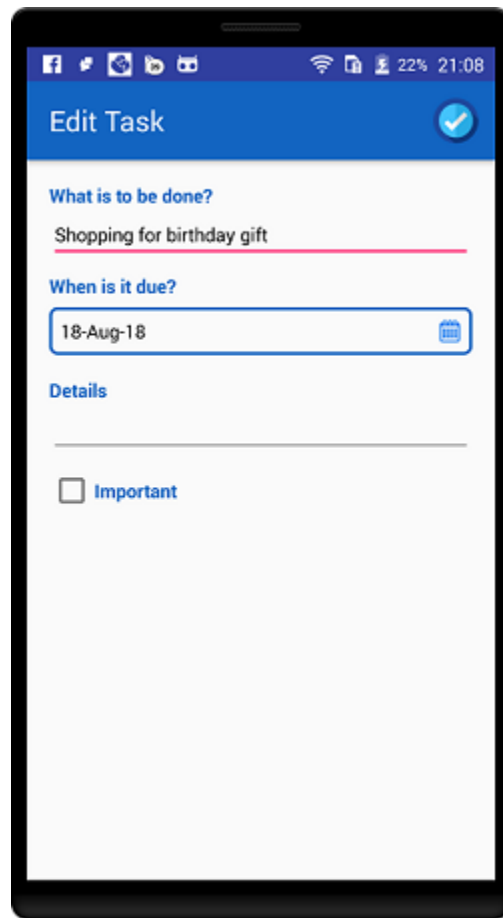 22% 21:08
Edit Task
What is to be done?
Shopping for birthday gift
When is it due?
18-Aug-18
Details
Important